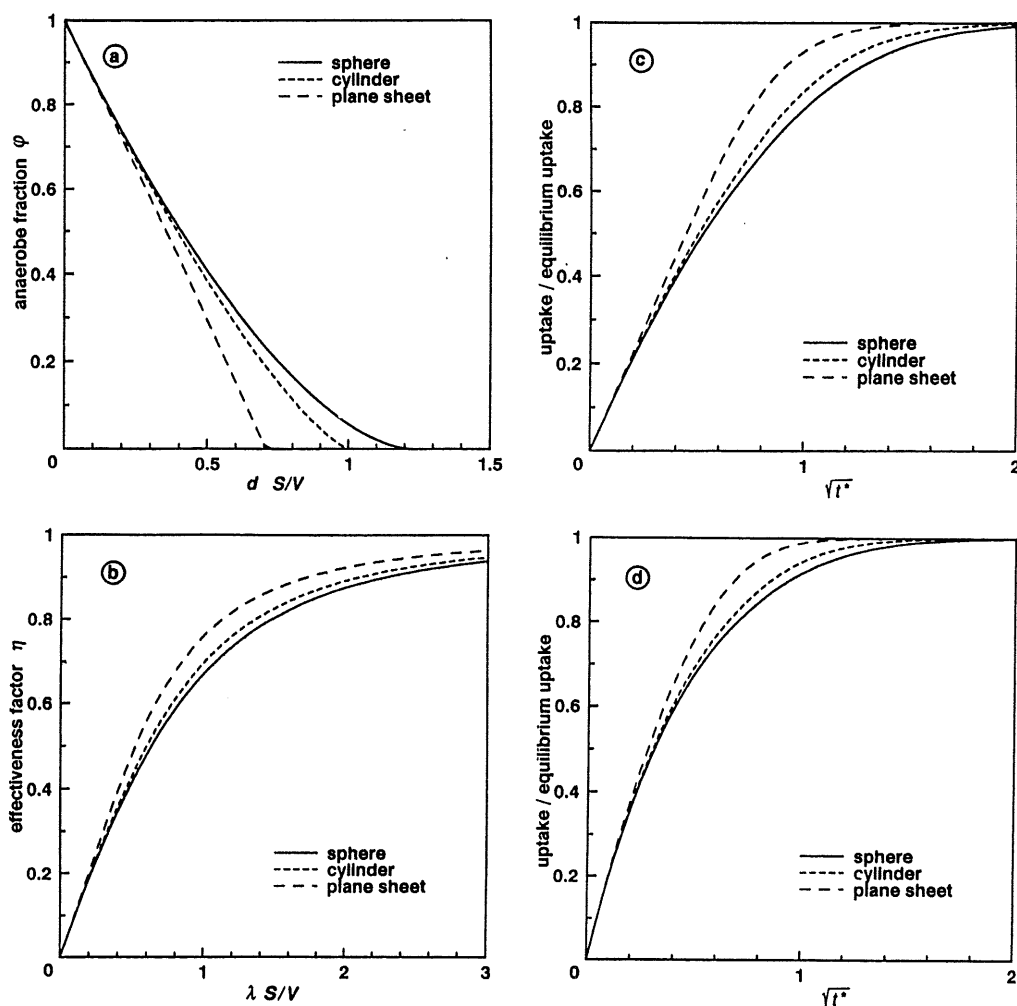 a
sphere
cylinder
plane sheet
1
0.8
0.6
0.4
0.2
0
0.5
1
1.5
anaerobe fraction φ
d S/V
c
sphere
cylinder
plane sheet
1
0.8
0.6
0.4
0.2
0
1
2
uptake / equilibrium uptake
√t*
b
sphere
cylinder
plane sheet
1
0.8
0.6
0.4
0.2
0
1
2
3
effectiveness factor η
λ S/V
d
sphere
cylinder
plane sheet
1
0.8
0.6
0.4
0.2
0
1
2
uptake / equilibrium uptake
√t*